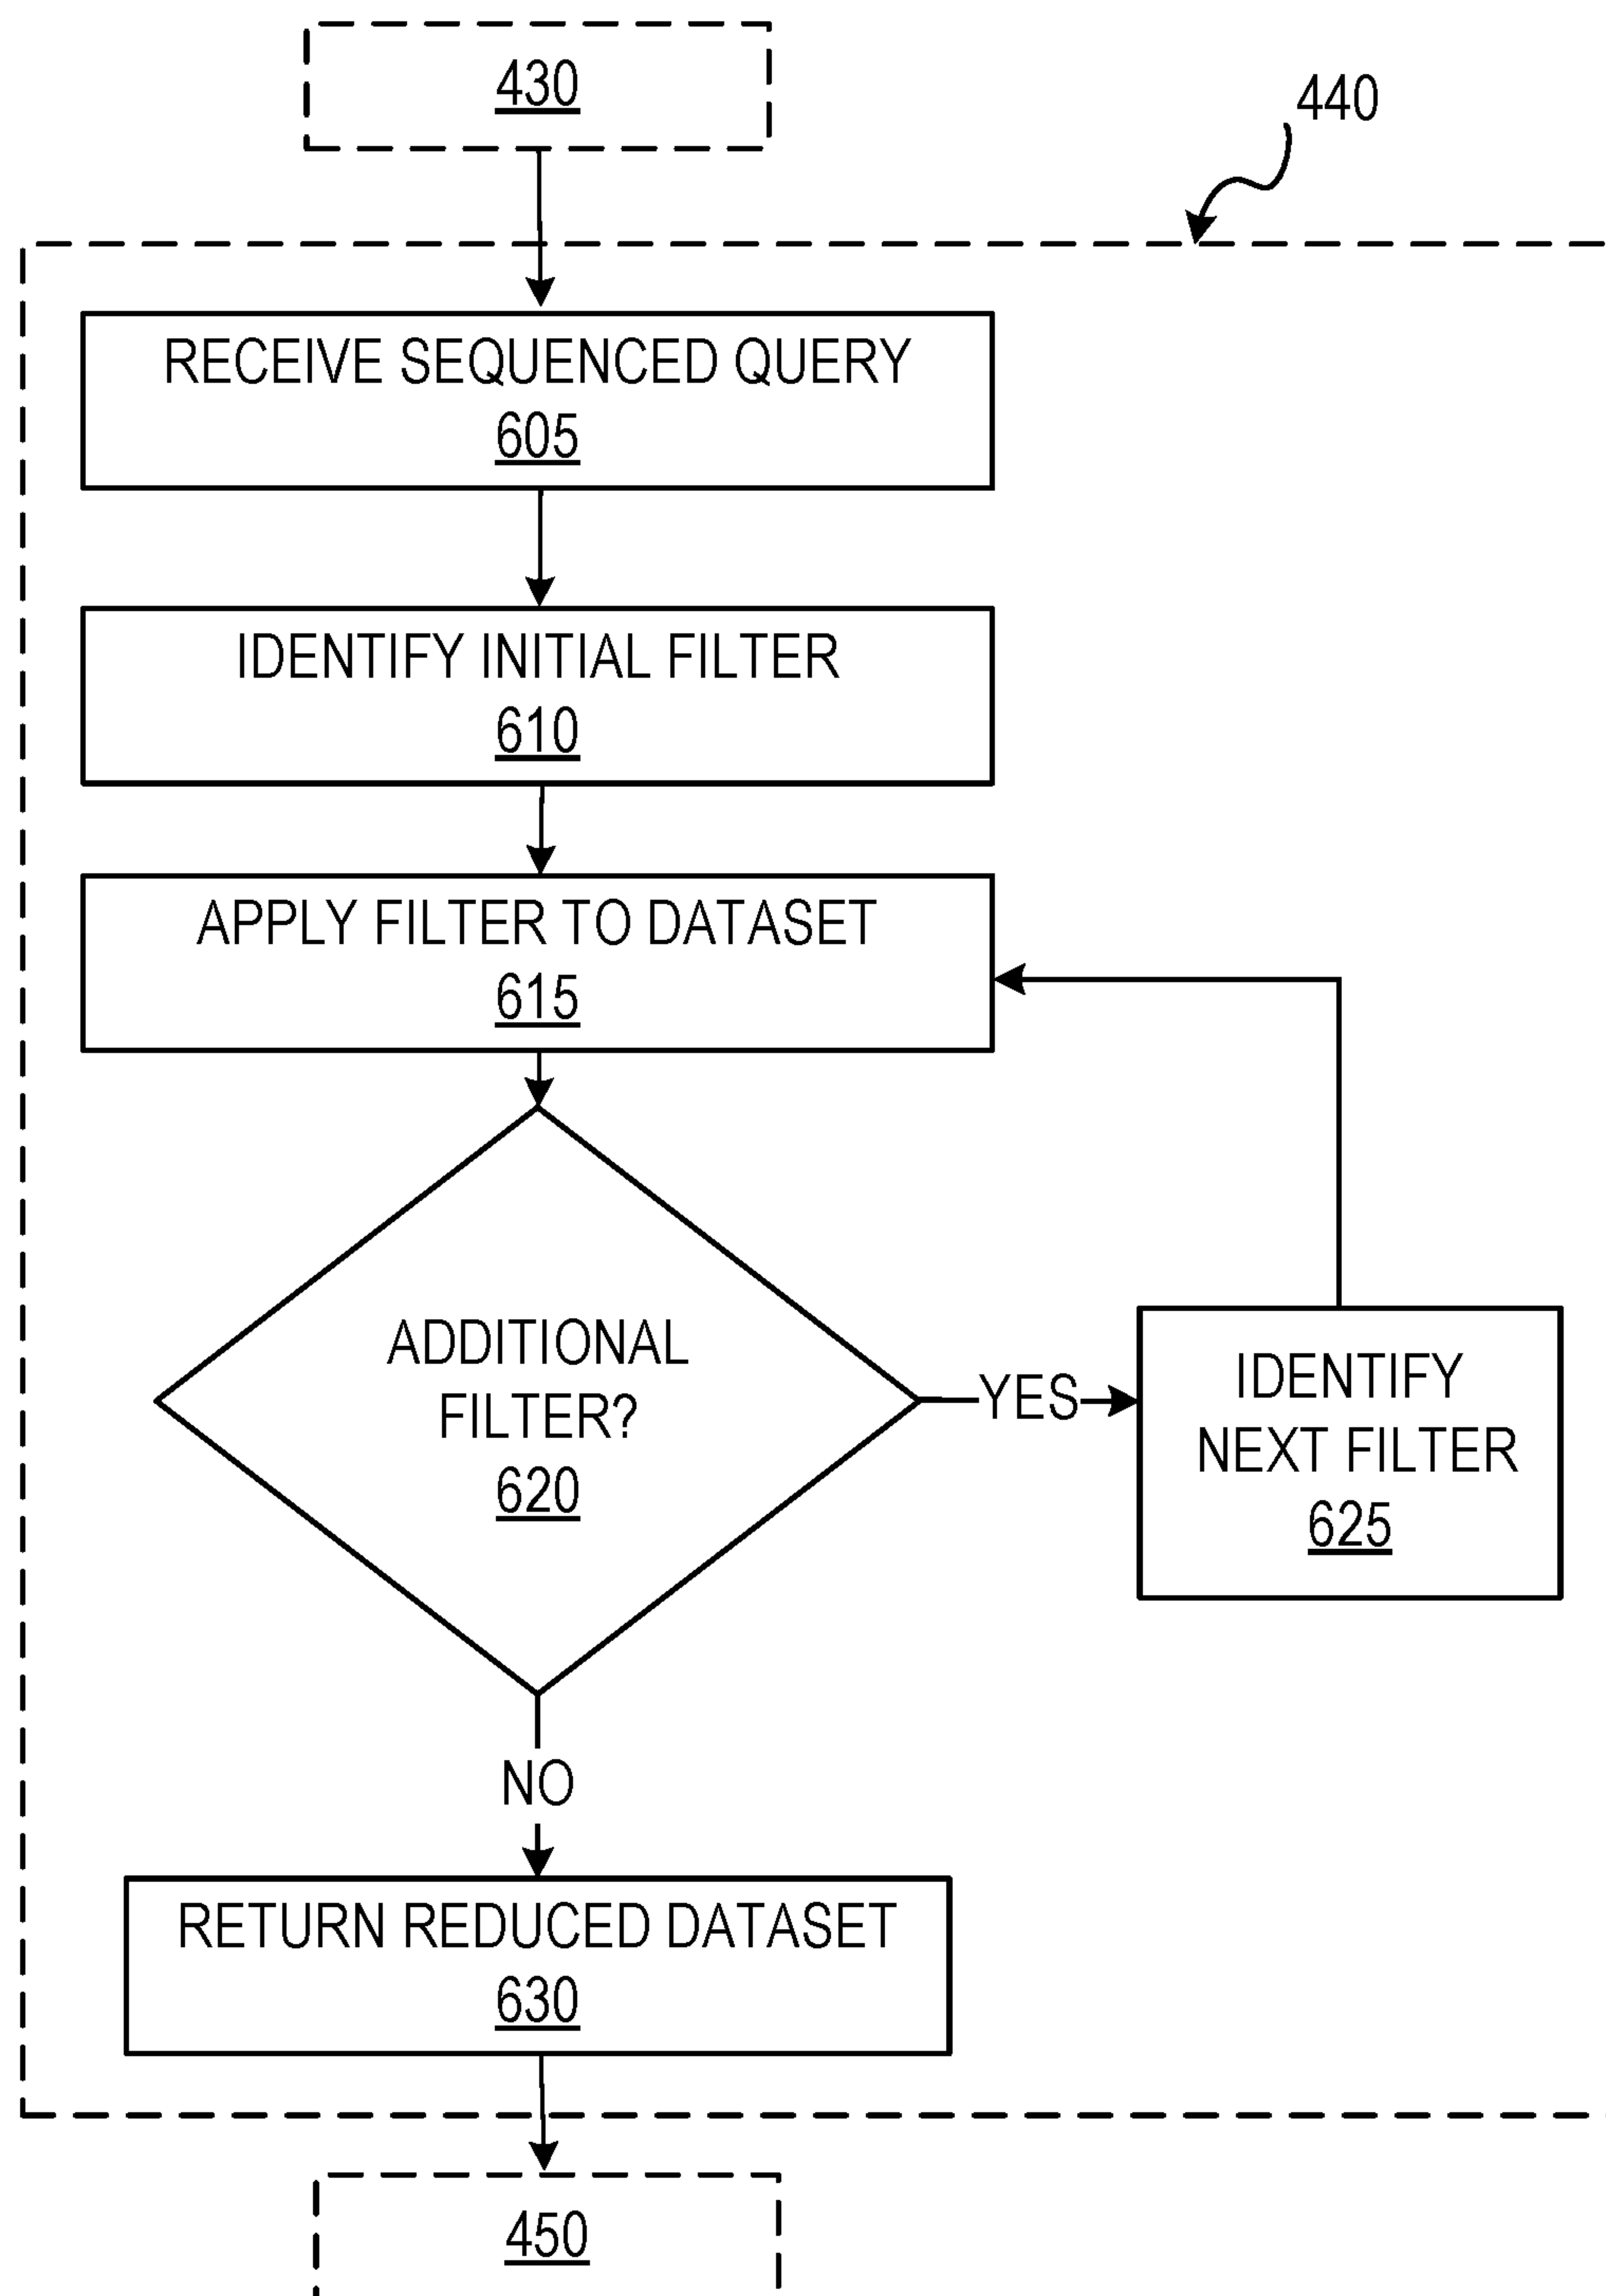 430
440
RECEIVE SEQUENCED QUERY
605
IDENTIFY INITIAL FILTER
610
APPLY FILTER TO DATASET
615
ADDITIONAL
FILTER?
620
YES
IDENTIFY
NEXT FILTER
625
NO
RETURN REDUCED DATASET
630
450